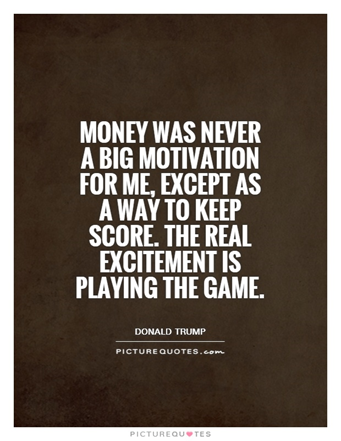 MONEY WAS NEVER
A BIG MOTIVATION
FOR ME, EXCEPT AS
A WAY TO KEEP
SCORE. THE REAL
EXCITEMENT IS
PLAYING THE GAME.
DONALD TRUMP
PICTUREQUOTES.com
PICTUREQUOTES